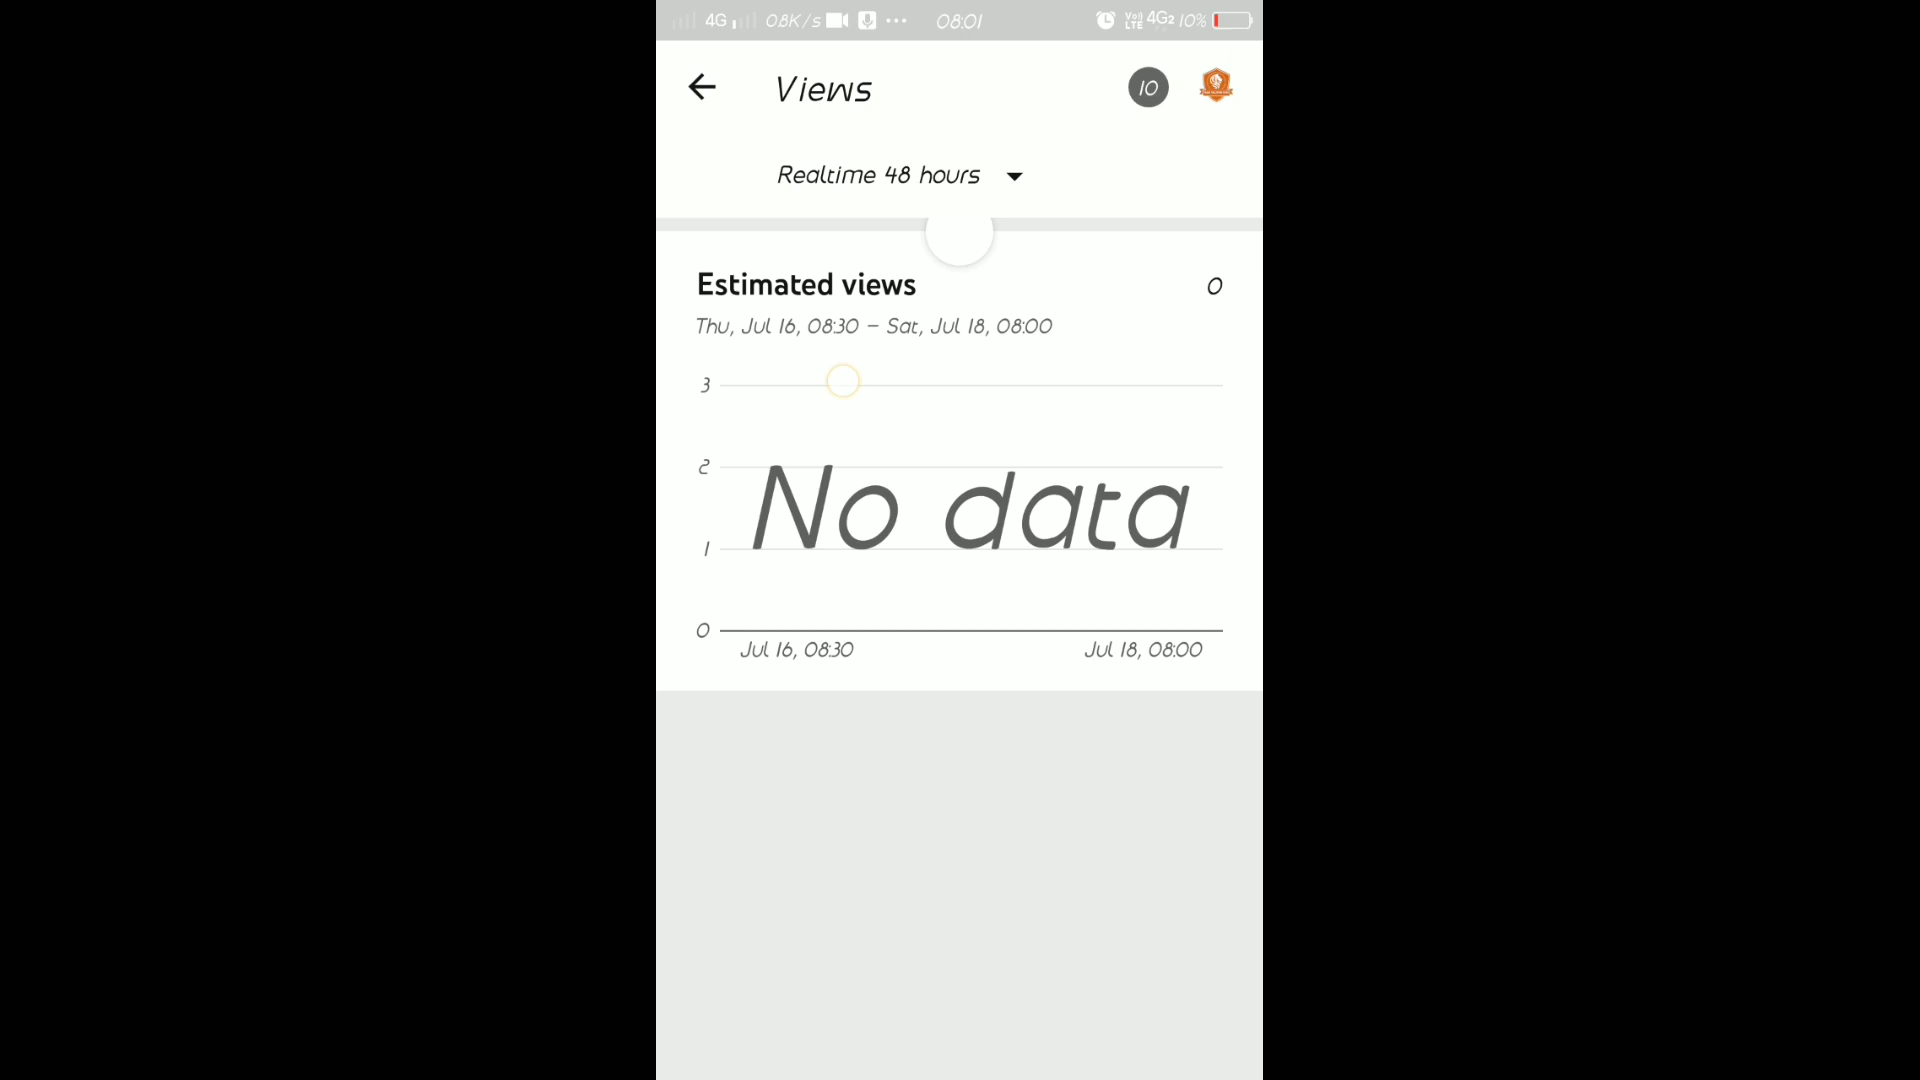 4G 0.8K/s ... 08:01 VoLTE 4G2 10%
Views 10
Realtime 48 hours
Estimated views 0
Thu, Jul 16, 08:30 – Sat, Jul 18, 08:00
3
2
No data
1
0
Jul 16, 08:30 Jul 18, 08:00